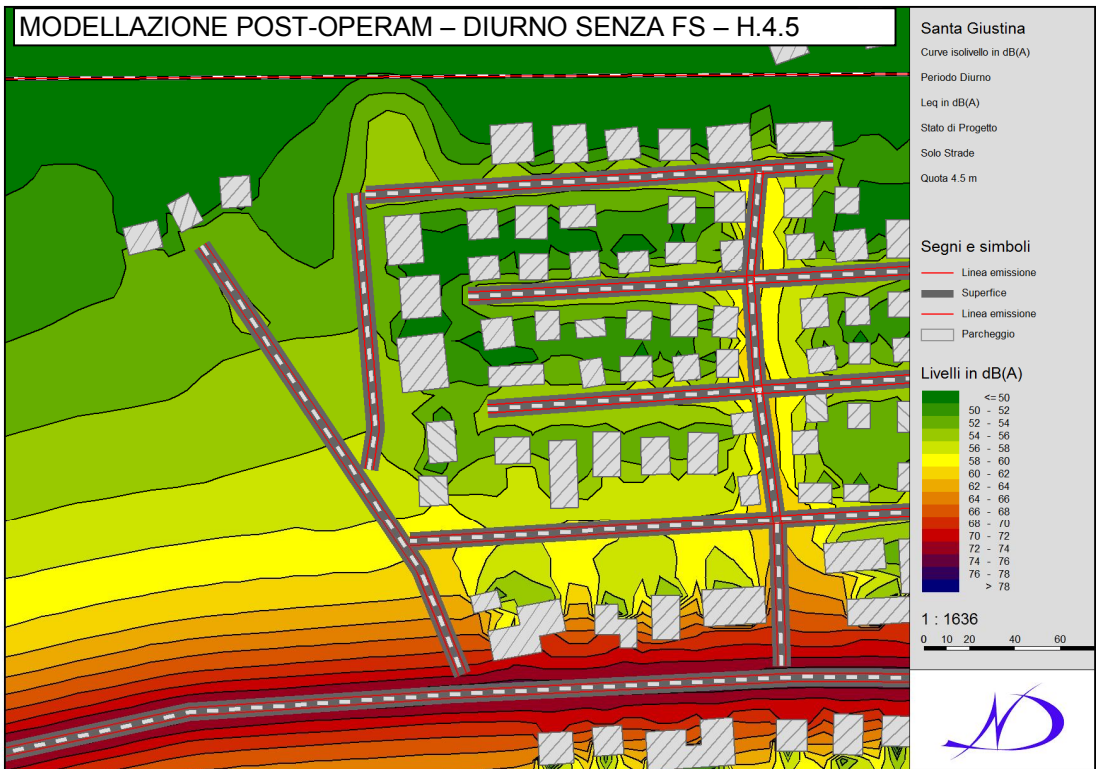 MODELLAZIONE POST-OPERAM – DIURNO SENZA FS – H.4.5
Santa Giustina
Curve isolivello in dB(A)
Periodo Diurno
Leq in dB(A)
Stato di Progetto
Solo Strade
Quota 4.5 m
Segni e simboli
Linea emissione
Superfice
Linea emissione
Parcheggio
Livelli in dB(A)
<= 50
50 - 52
52 - 54
54 - 56
56 - 58
58 - 60
60 - 62
62 - 64
64 - 66
66 - 68
68 - 70
70 - 72
72 - 74
74 - 76
76 - 78
> 78
1 : 1636
0 10 20 40 60